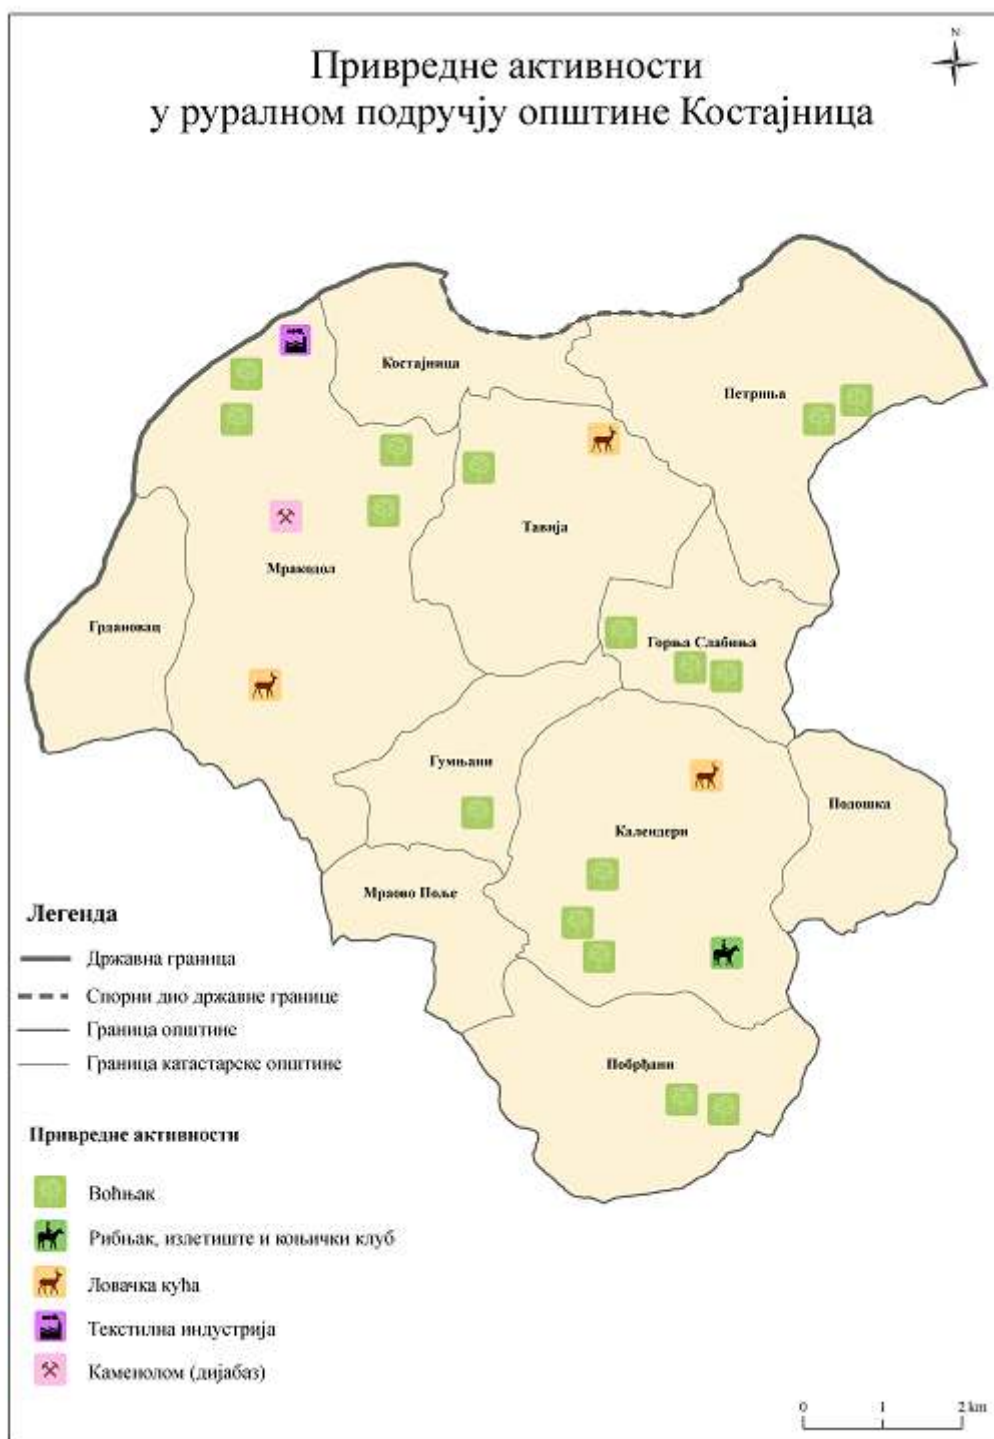 Привредне активности
у руралном подручју општине Костајница
N
Костајница
Петриња
Тавија
Мракодол
Грдановац
Горња Слабиња
Гумњани
Подошка
Календери
Мраово Поље
Побрђани
Легенда
Државна граница
Спорни дио државне границе
Граница општине
Граница катастарске општине
Привредне активности
Воћњак
Рибњак, излетиште и коњички клуб
Ловачка кућа
Текстилна индустрија
Каменолом (дијабаз)
0 1 2 km